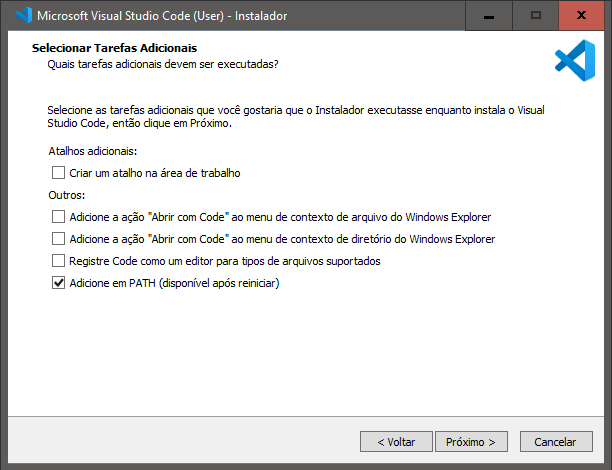 Microsoft Visual Studio Code (User) - Instalador
Selecionar Tarefas Adicionais
Quais tarefas adicionais devem ser executadas?
Selecione as tarefas adicionais que você gostaria que o Instalador executasse enquanto instala o Visual
Studio Code, então clique em Próximo.
Atalhos adicionais:
Criar um atalho na área de trabalho
Outros:
Adicione a ação "Abrir com Code" ao menu de contexto de arquivo do Windows Explorer
Adicione a ação "Abrir com Code" ao menu de contexto de diretório do Windows Explorer
Registre Code como um editor para tipos de arquivos suportados
Adicione em PATH (disponível após reiniciar)
< Voltar
Próximo >
Cancelar